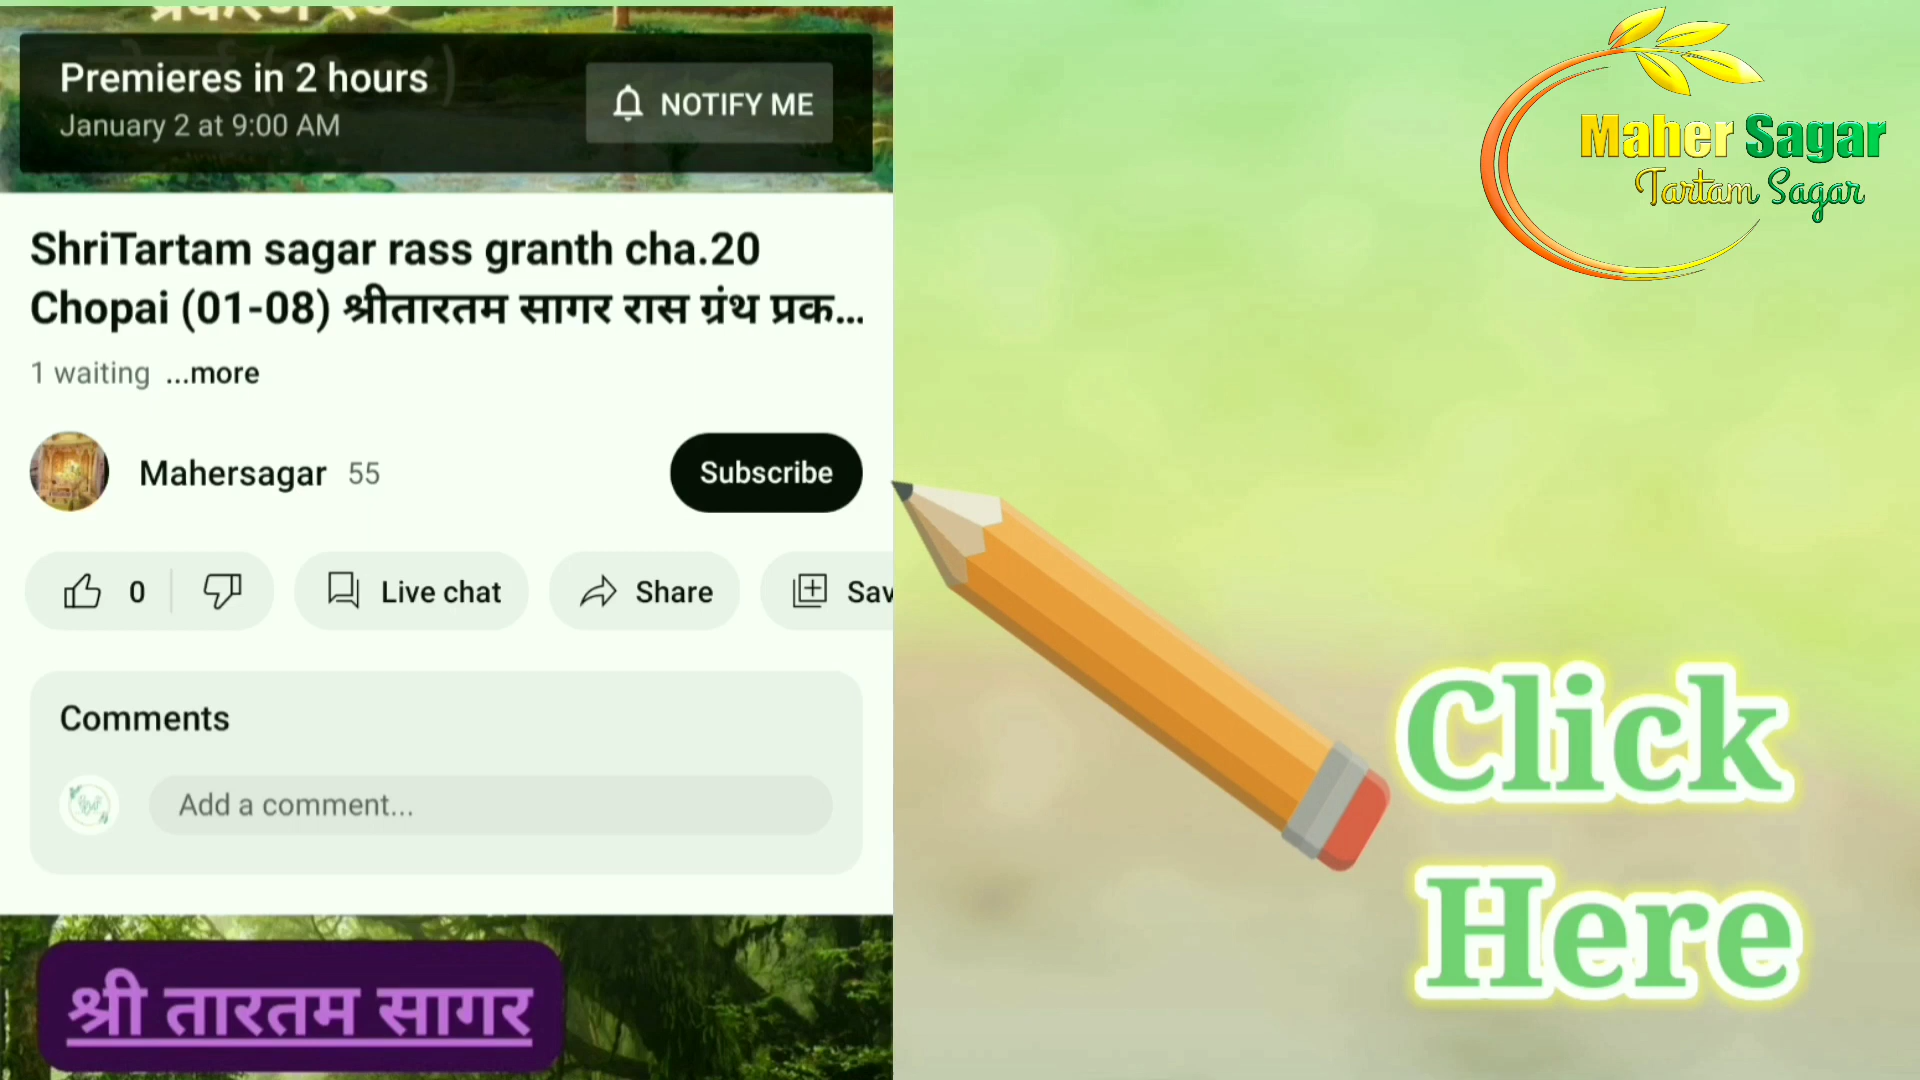 Premieres in 2 hours
January 2 at 9:00 AM
NOTIFY ME
ShriTartam sagar rass granth cha.20
Chopai (01-08) श्रीतारतम सागर रास ग्रंथ प्रक...
1 waiting ...more
Mahersagar 55
Subscribe
0
Live chat
Share
Sav
Comments
Add a comment...
श्री तारतम सागर
Maher Sagar
Tartam Sagar
Click
Here